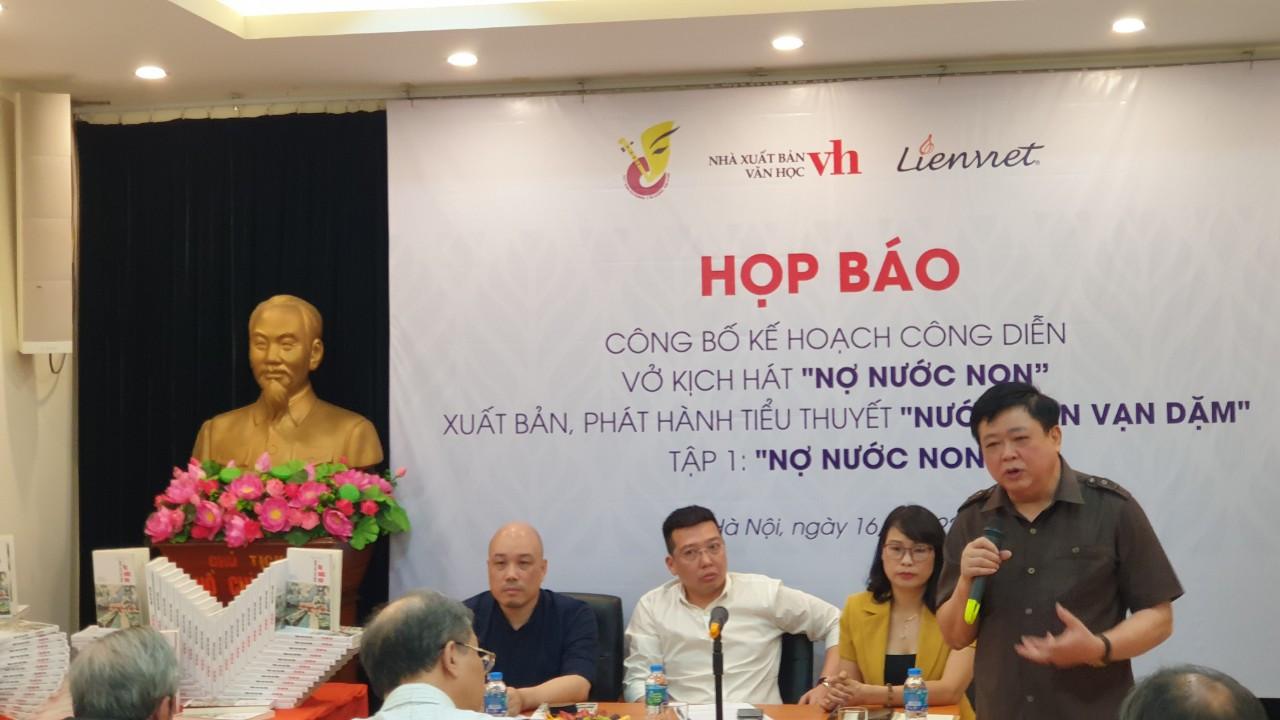 NHÀ XUẤT BẢN
VĂN HỌC
vh
Lienviet
HỌP BÁO
CÔNG BỐ KẾ HOẠCH CÔNG DIỄN
VỞ KỊCH HÁT "NỢ NƯỚC NON"
XUẤT BẢN, PHÁT HÀNH TIỂU THUYẾT VẠN DẶM"
TẬP 1: "NỢ NƯỚC NON
Hà Nội, ngày 16
CHỦ TỊCH